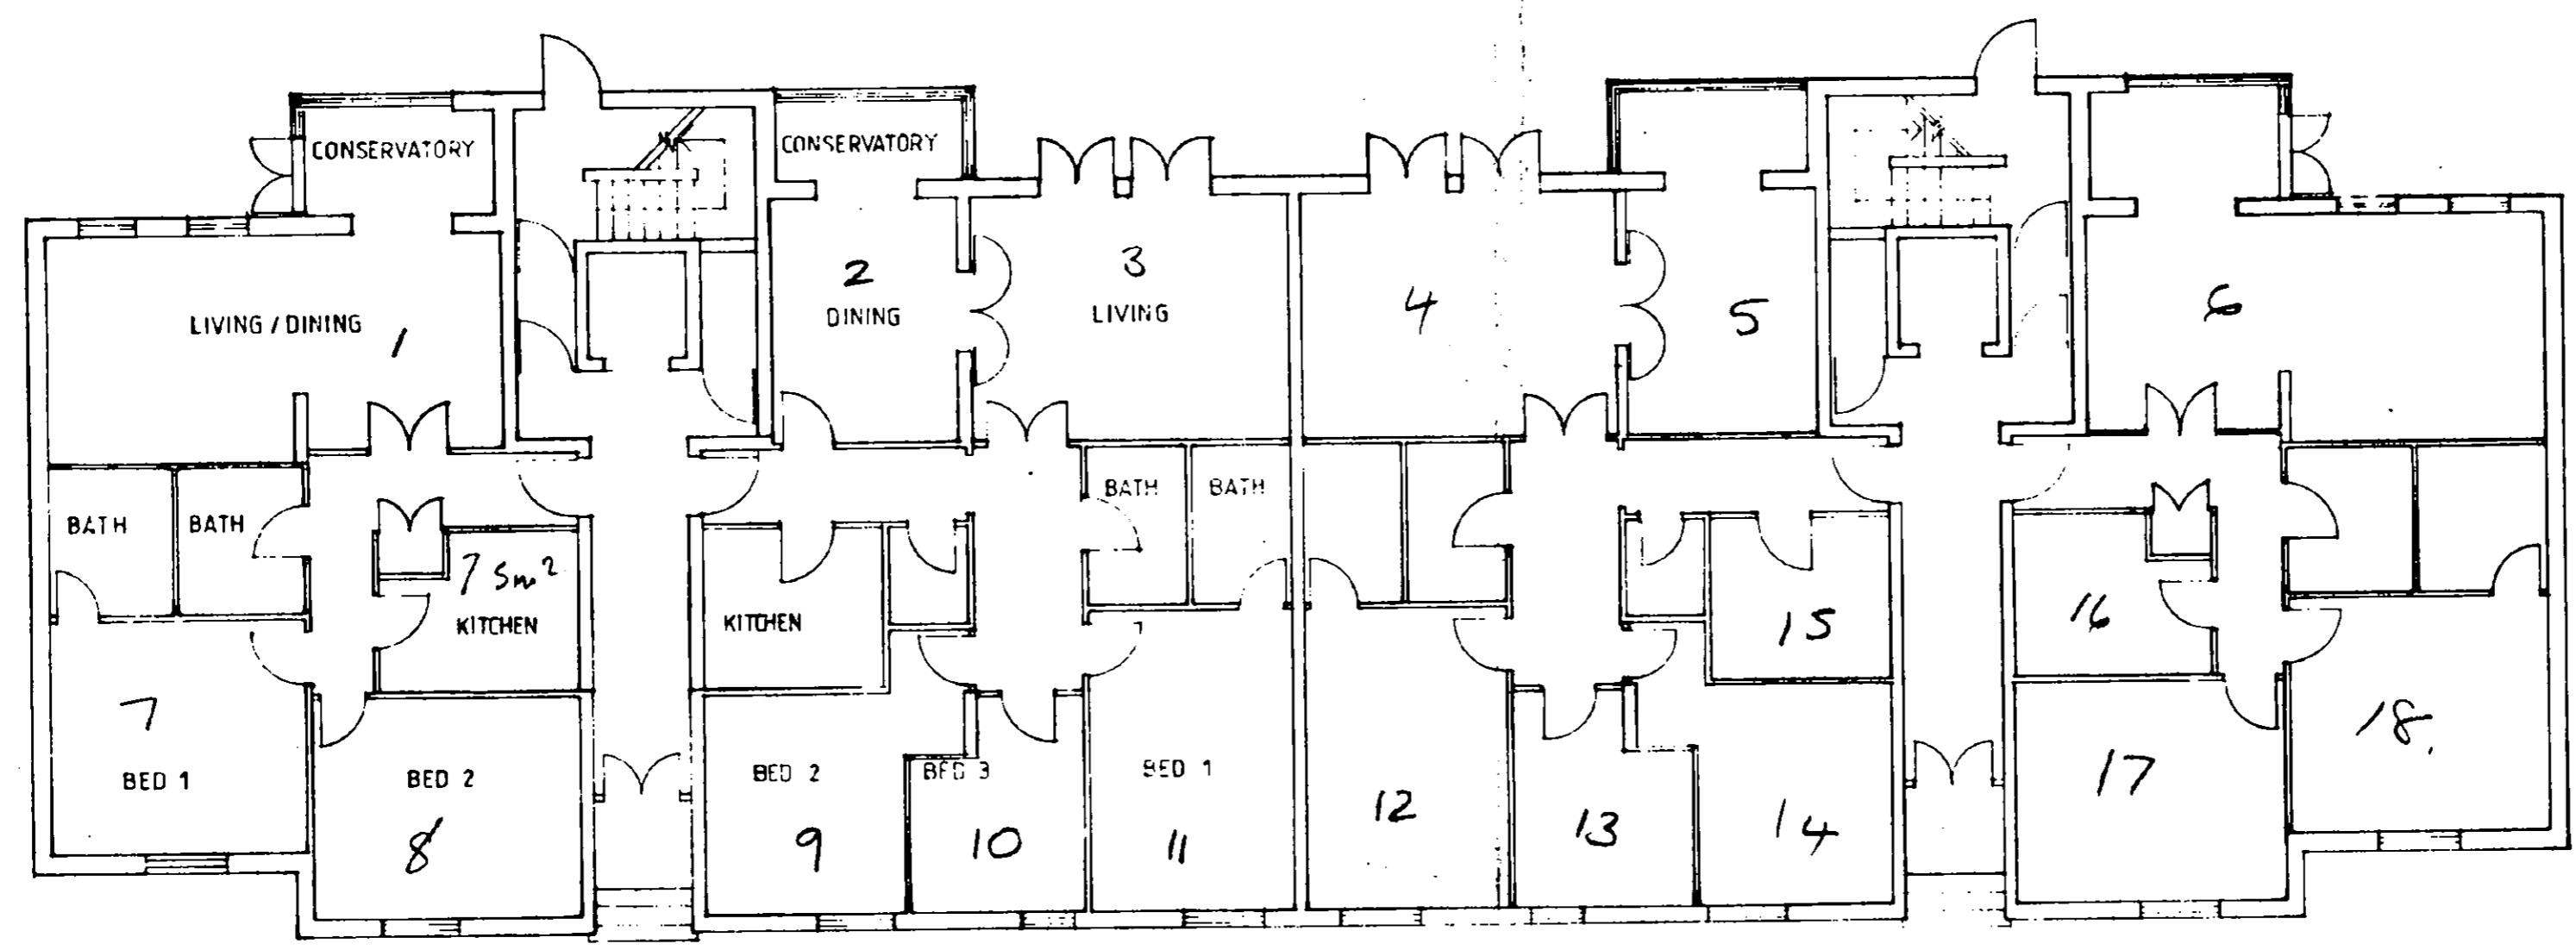 CONSERVATORY
CONSERVATORY
LIVING / DINING
1
2
DINING
3
LIVING
4
5
6
BATH
BATH
7.5m²
KITCHEN
KITCHEN
BATH
BATH
15
16
7
BED 1
BED 2
8
BED 2
9
BED 3
10
BED 1
11
12
13
14
17
18.